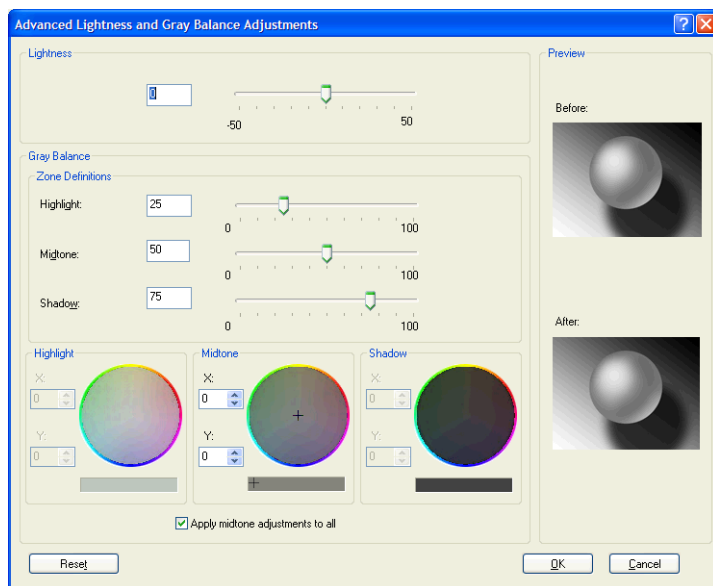 Advanced Lightness and Gray Balance Adjustments
Lightness
0
-50 50
Gray Balance
Zone Definitions
Highlight: 25
0 100
Midtone: 50
0 100
Shadow: 75
0 100
Highlight
X:
0
Y:
0
Midtone
X:
0
Y:
0
Shadow
X:
0
Y:
0
Apply midtone adjustments to all
Preview
Before:
After:
Reset
OK
Cancel